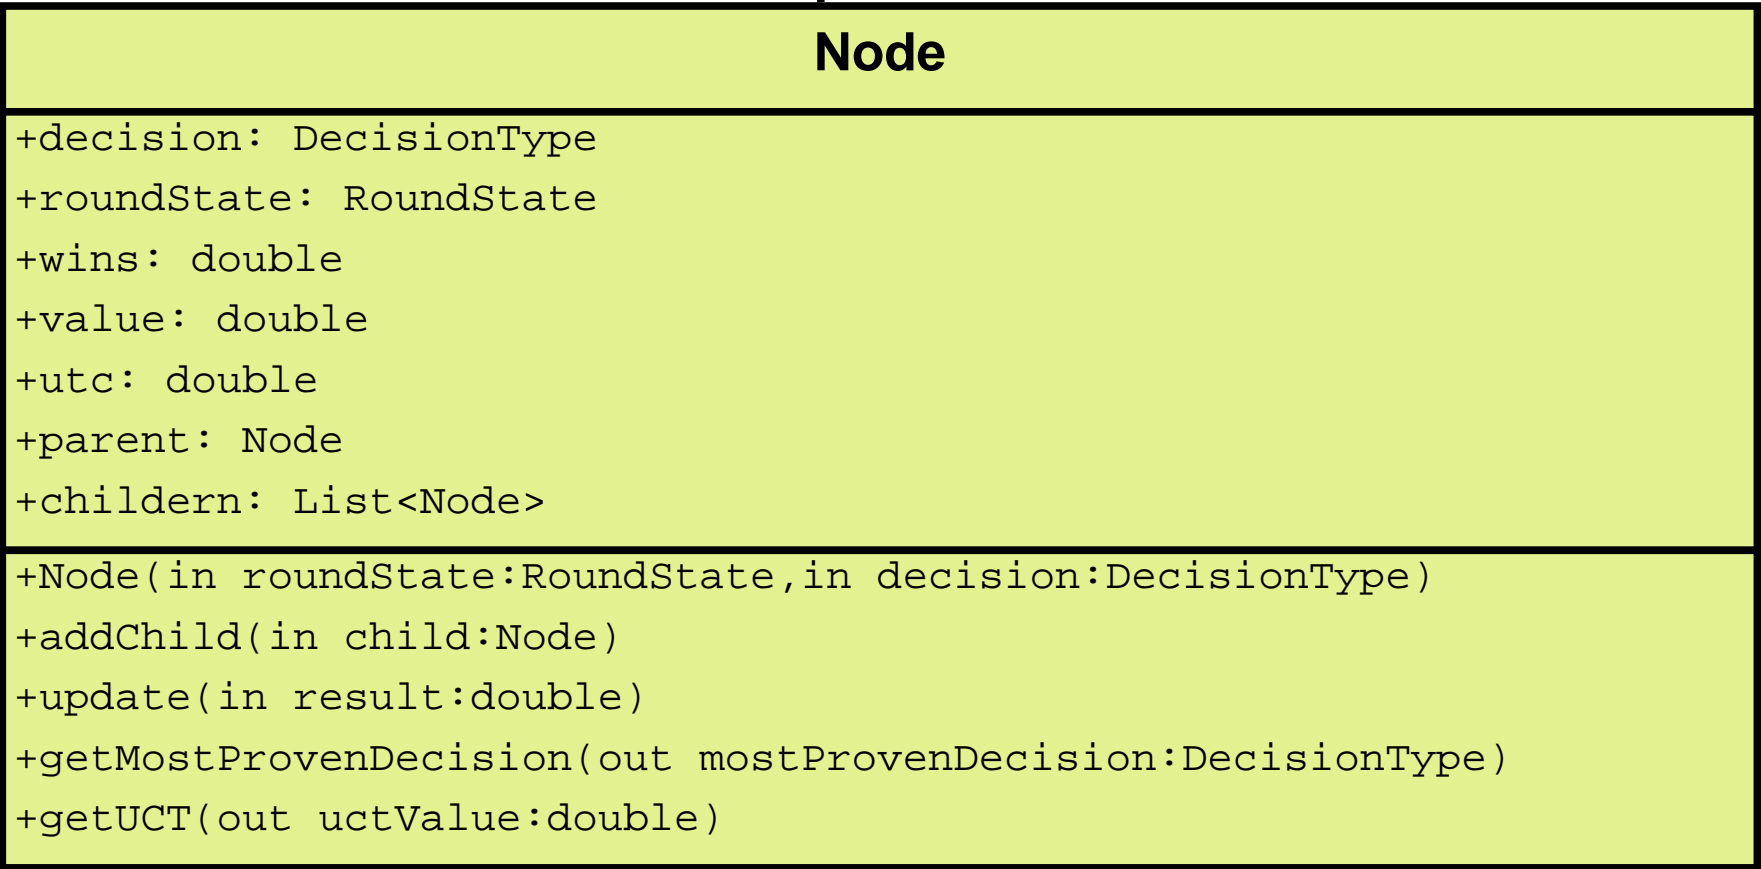 Node
+decision: DecisionType
+roundState: RoundState
+wins: double
+value: double
+utc: double
+parent: Node
+childern: List<Node>
+Node(in roundState:RoundState,in decision:DecisionType)
+addChild(in child:Node)
+update(in result:double)
+getMostProvenDecision(out mostProvenDecision:DecisionType)
+getUCT(out uctValue:double)